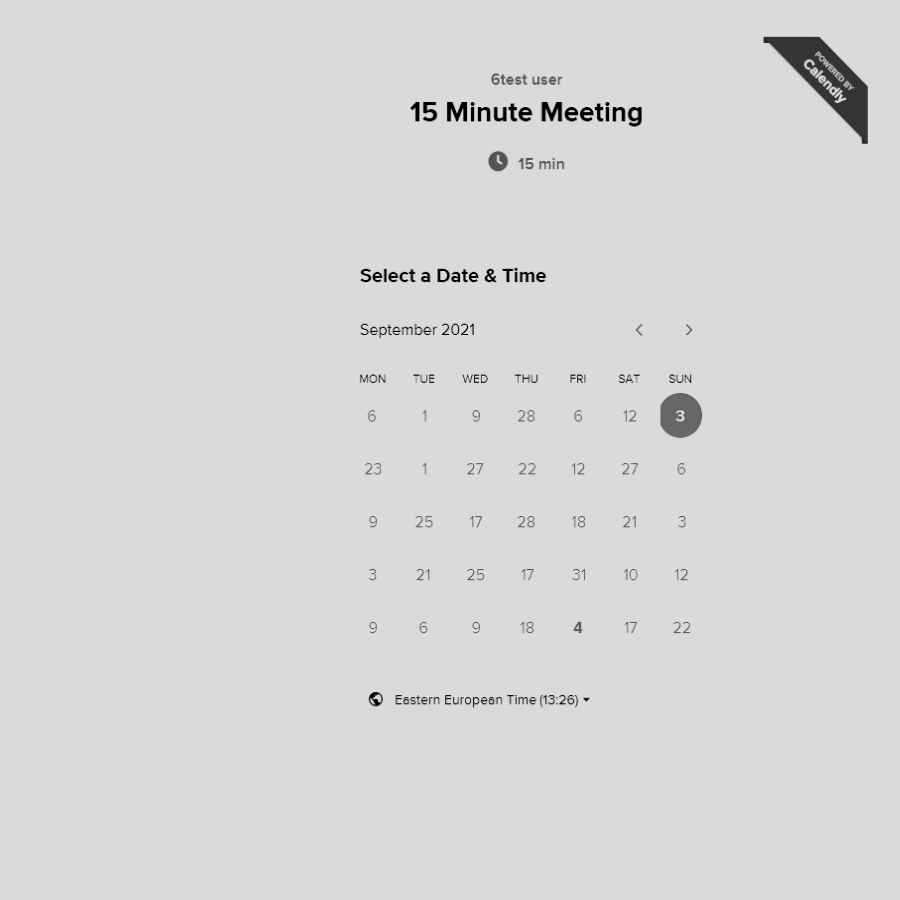 POWERED BY
Calendly
6test user
15 Minute Meeting
15 min
Select a Date & Time
September 2021
MON TUE WED THU FRI SAT SUN
6 1 9 28 6 12 3
23 1 27 22 12 27 6
9 25 17 28 18 21 3
3 21 25 17 31 10 12
9 6 9 18 4 17 22
Eastern European Time (13:26)